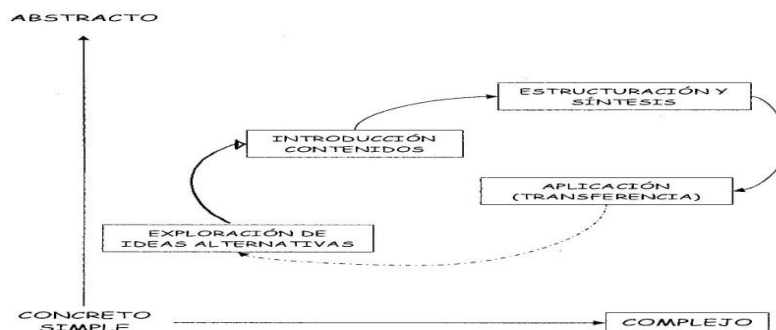 ABSTRACTO
ESTRUCTURACIÓN Y
SÍNTESIS
INTRODUCCIÓN
CONTENIDOS
APLICACIÓN
(TRANSFERENCIA)
EXPLORACIÓN DE
IDEAS ALTERNATIVAS
CONCRETO
SIMPLE
COMPLEJO